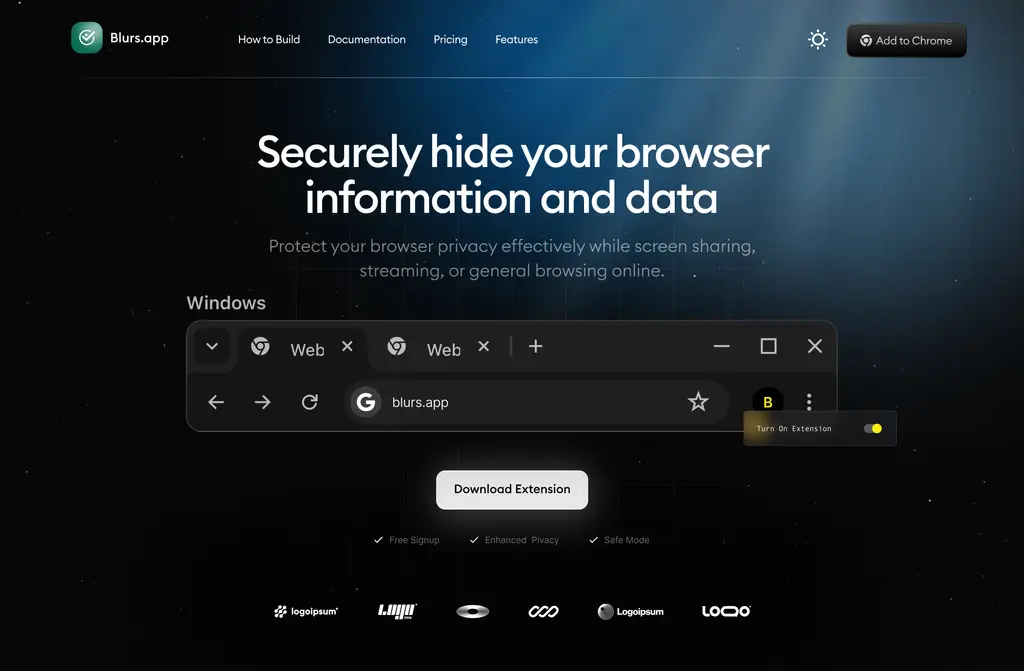 Blurs.app
How to Build
Documentation
Pricing
Features
Add to Chrome
Securely hide your browser
information and data
Protect your browser privacy effectively while screen sharing,
streaming, or general browsing online.
Windows
Web
Web
G
blurs.app
B
Turn On Extension
Download Extension
Free Signup
Enhanced Pivacy
Safe Mode
logoipsum
Logoipsum
LOGO